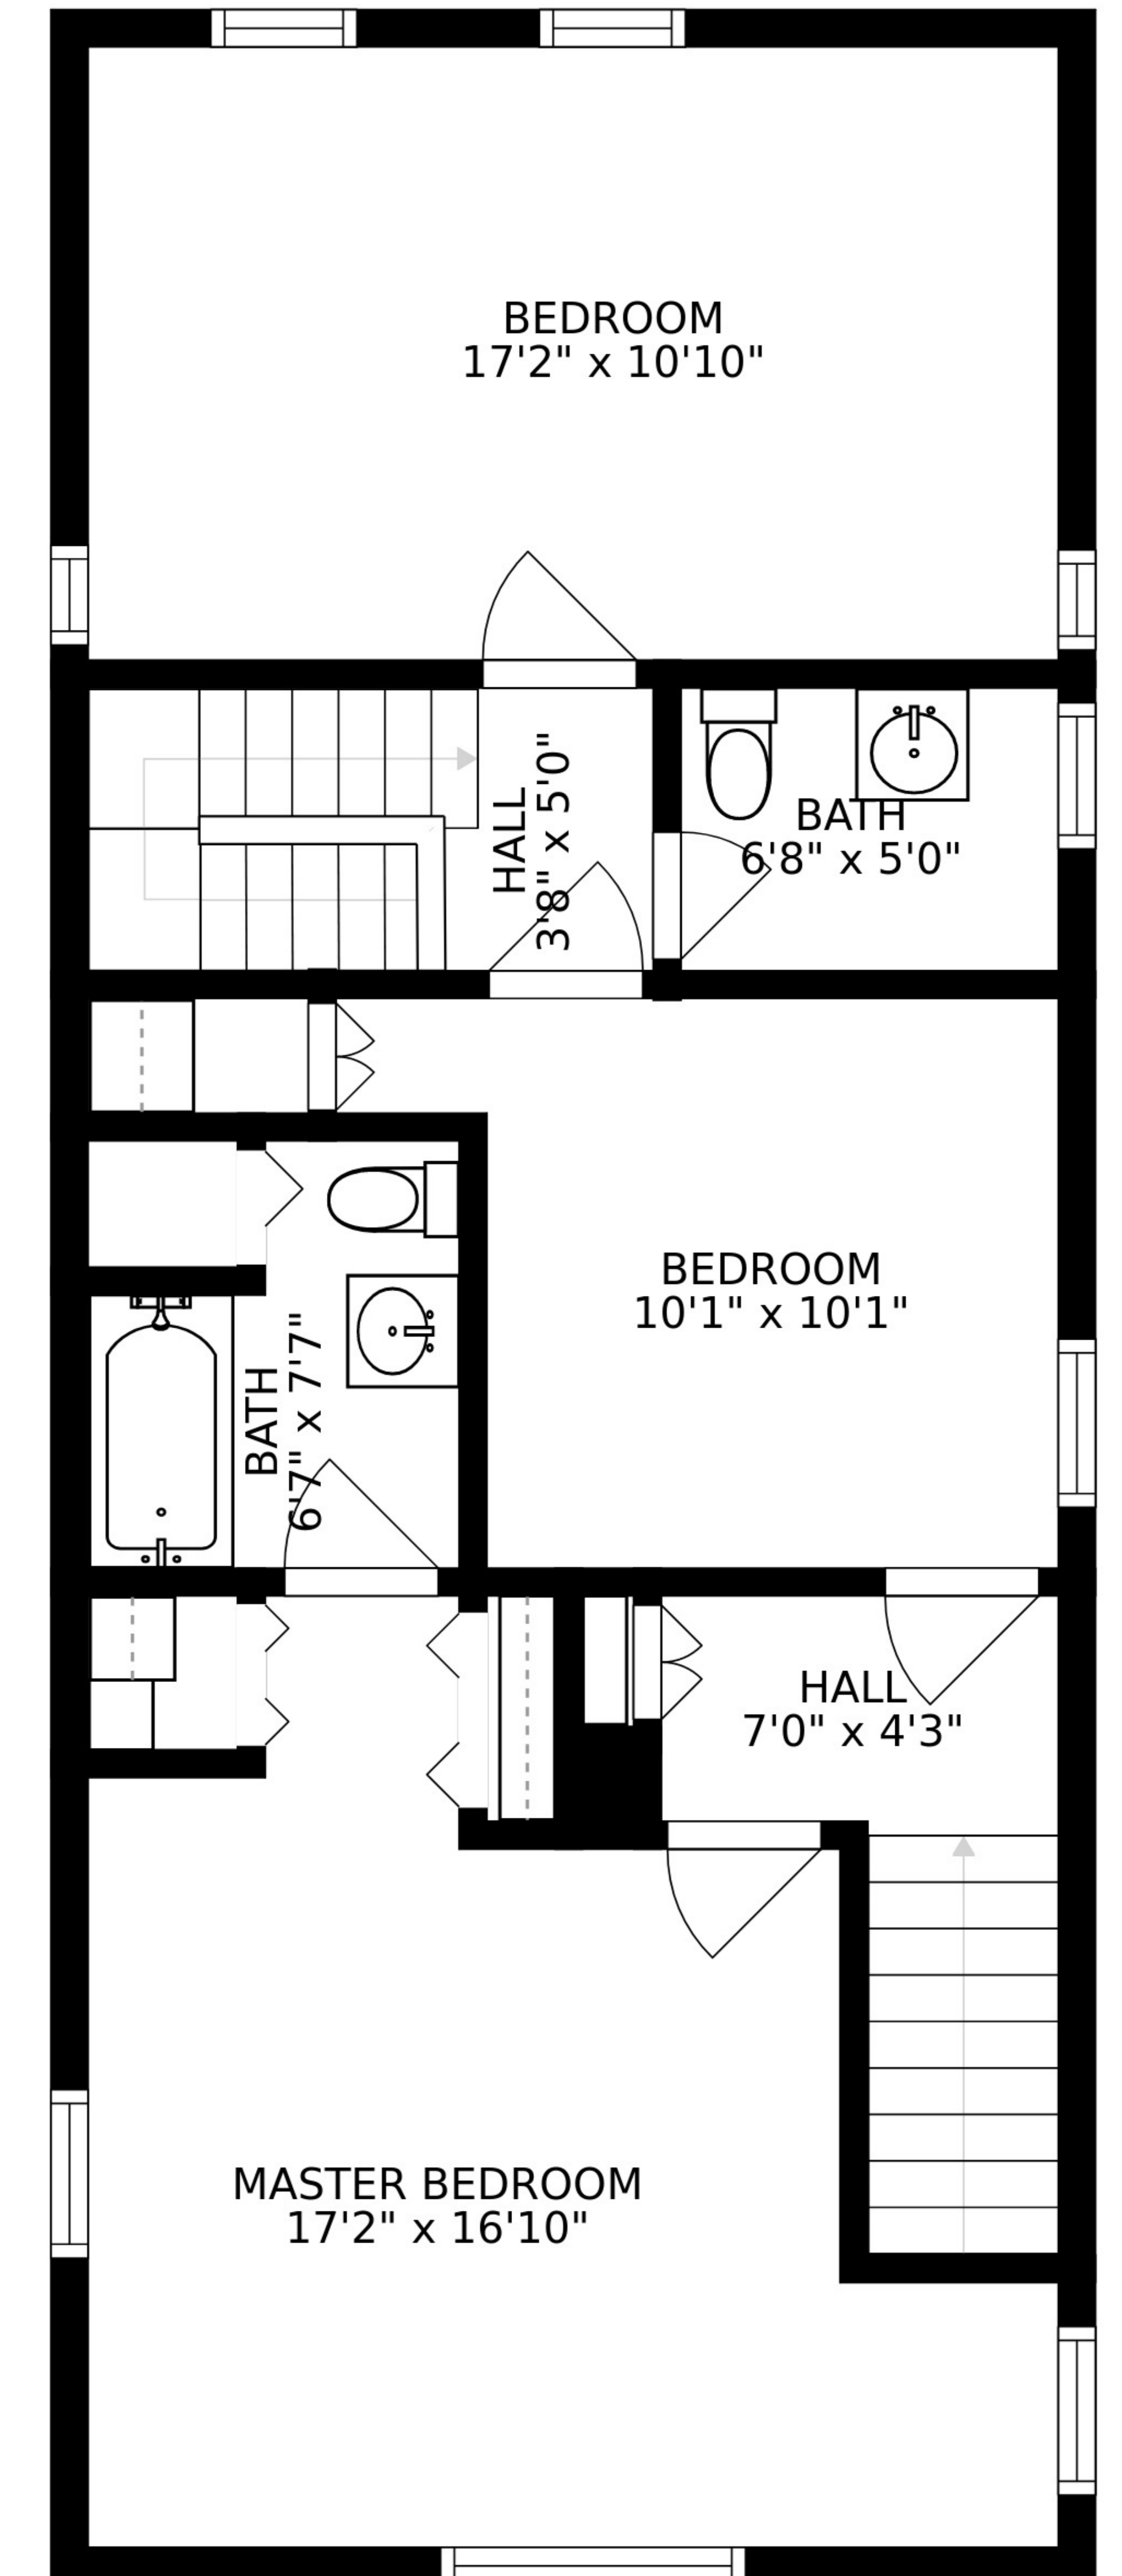 BEDROOM
17'2" x 10'10"
HALL
3'8" x 5'0"
BATH
6'8" x 5'0"
BEDROOM
10'1" x 10'1"
BATH
6'7" x 7'7"
HALL
7'0" x 4'3"
MASTER BEDROOM
17'2" x 16'10"